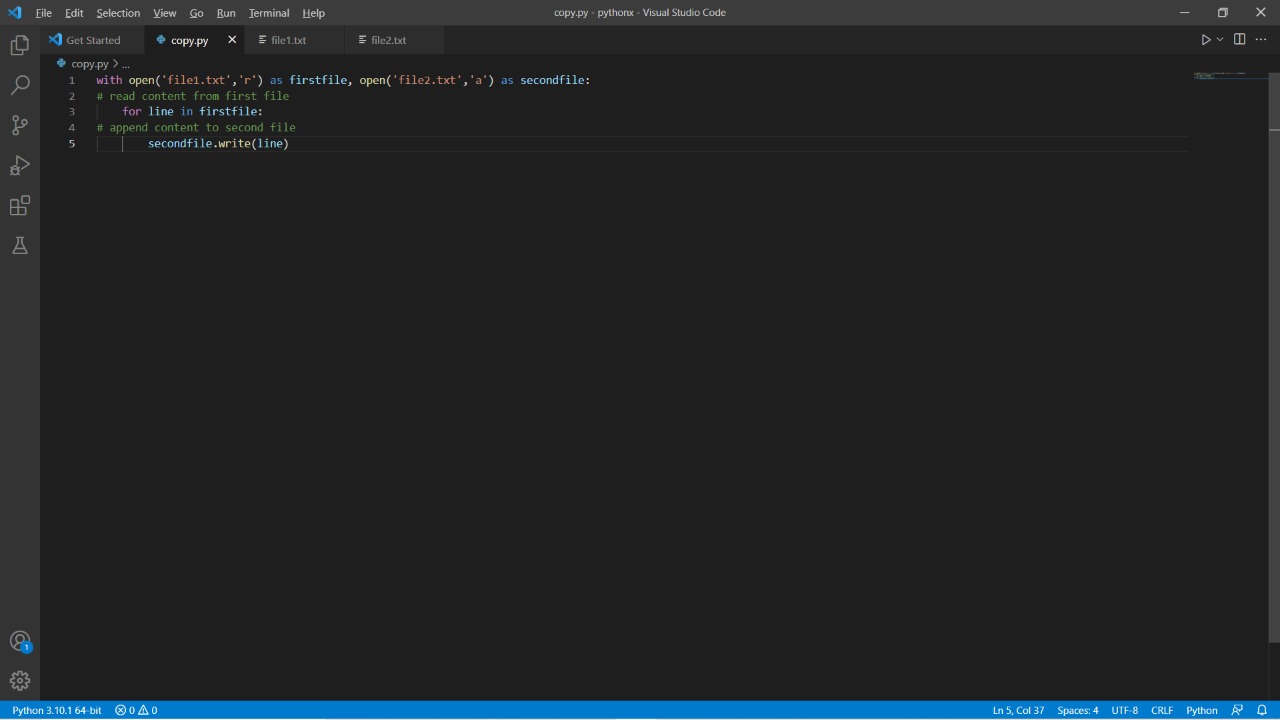 File Edit Selection View Go Run Terminal Help copy.py - pythonx - Visual Studio Code
Get Started copy.py file1.txt file2.txt
copy.py > ...
1 with open('file1.txt','r') as firstfile, open('file2.txt','a') as secondfile:
2 # read content from first file
3 for line in firstfile:
4 # append content to second file
5 secondfile.write(line)
1
Python 3.10.1 64-bit 0 0 Ln 5, Col 37 Spaces: 4 UTF-8 CRLF Python